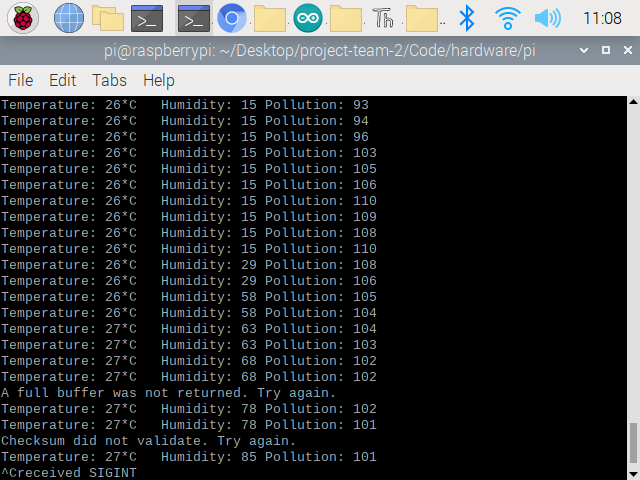 11:08
pi@raspberrypi: ~/Desktop/project-team-2/Code/hardware/pi
File Edit Tabs Help
Temperature: 26*C   Humidity: 15 Pollution: 93
Temperature: 26*C   Humidity: 15 Pollution: 94
Temperature: 26*C   Humidity: 15 Pollution: 96
Temperature: 26*C   Humidity: 15 Pollution: 103
Temperature: 26*C   Humidity: 15 Pollution: 105
Temperature: 26*C   Humidity: 15 Pollution: 106
Temperature: 26*C   Humidity: 15 Pollution: 110
Temperature: 26*C   Humidity: 15 Pollution: 109
Temperature: 26*C   Humidity: 15 Pollution: 108
Temperature: 26*C   Humidity: 15 Pollution: 110
Temperature: 26*C   Humidity: 29 Pollution: 108
Temperature: 26*C   Humidity: 29 Pollution: 106
Temperature: 26*C   Humidity: 58 Pollution: 105
Temperature: 26*C   Humidity: 58 Pollution: 104
Temperature: 27*C   Humidity: 63 Pollution: 104
Temperature: 27*C   Humidity: 63 Pollution: 103
Temperature: 27*C   Humidity: 68 Pollution: 102
Temperature: 27*C   Humidity: 68 Pollution: 102
A full buffer was not returned. Try again.
Temperature: 27*C   Humidity: 78 Pollution: 102
Temperature: 27*C   Humidity: 78 Pollution: 101
Checksum did not validate. Try again.
Temperature: 27*C   Humidity: 85 Pollution: 101
^Creceived SIGINT